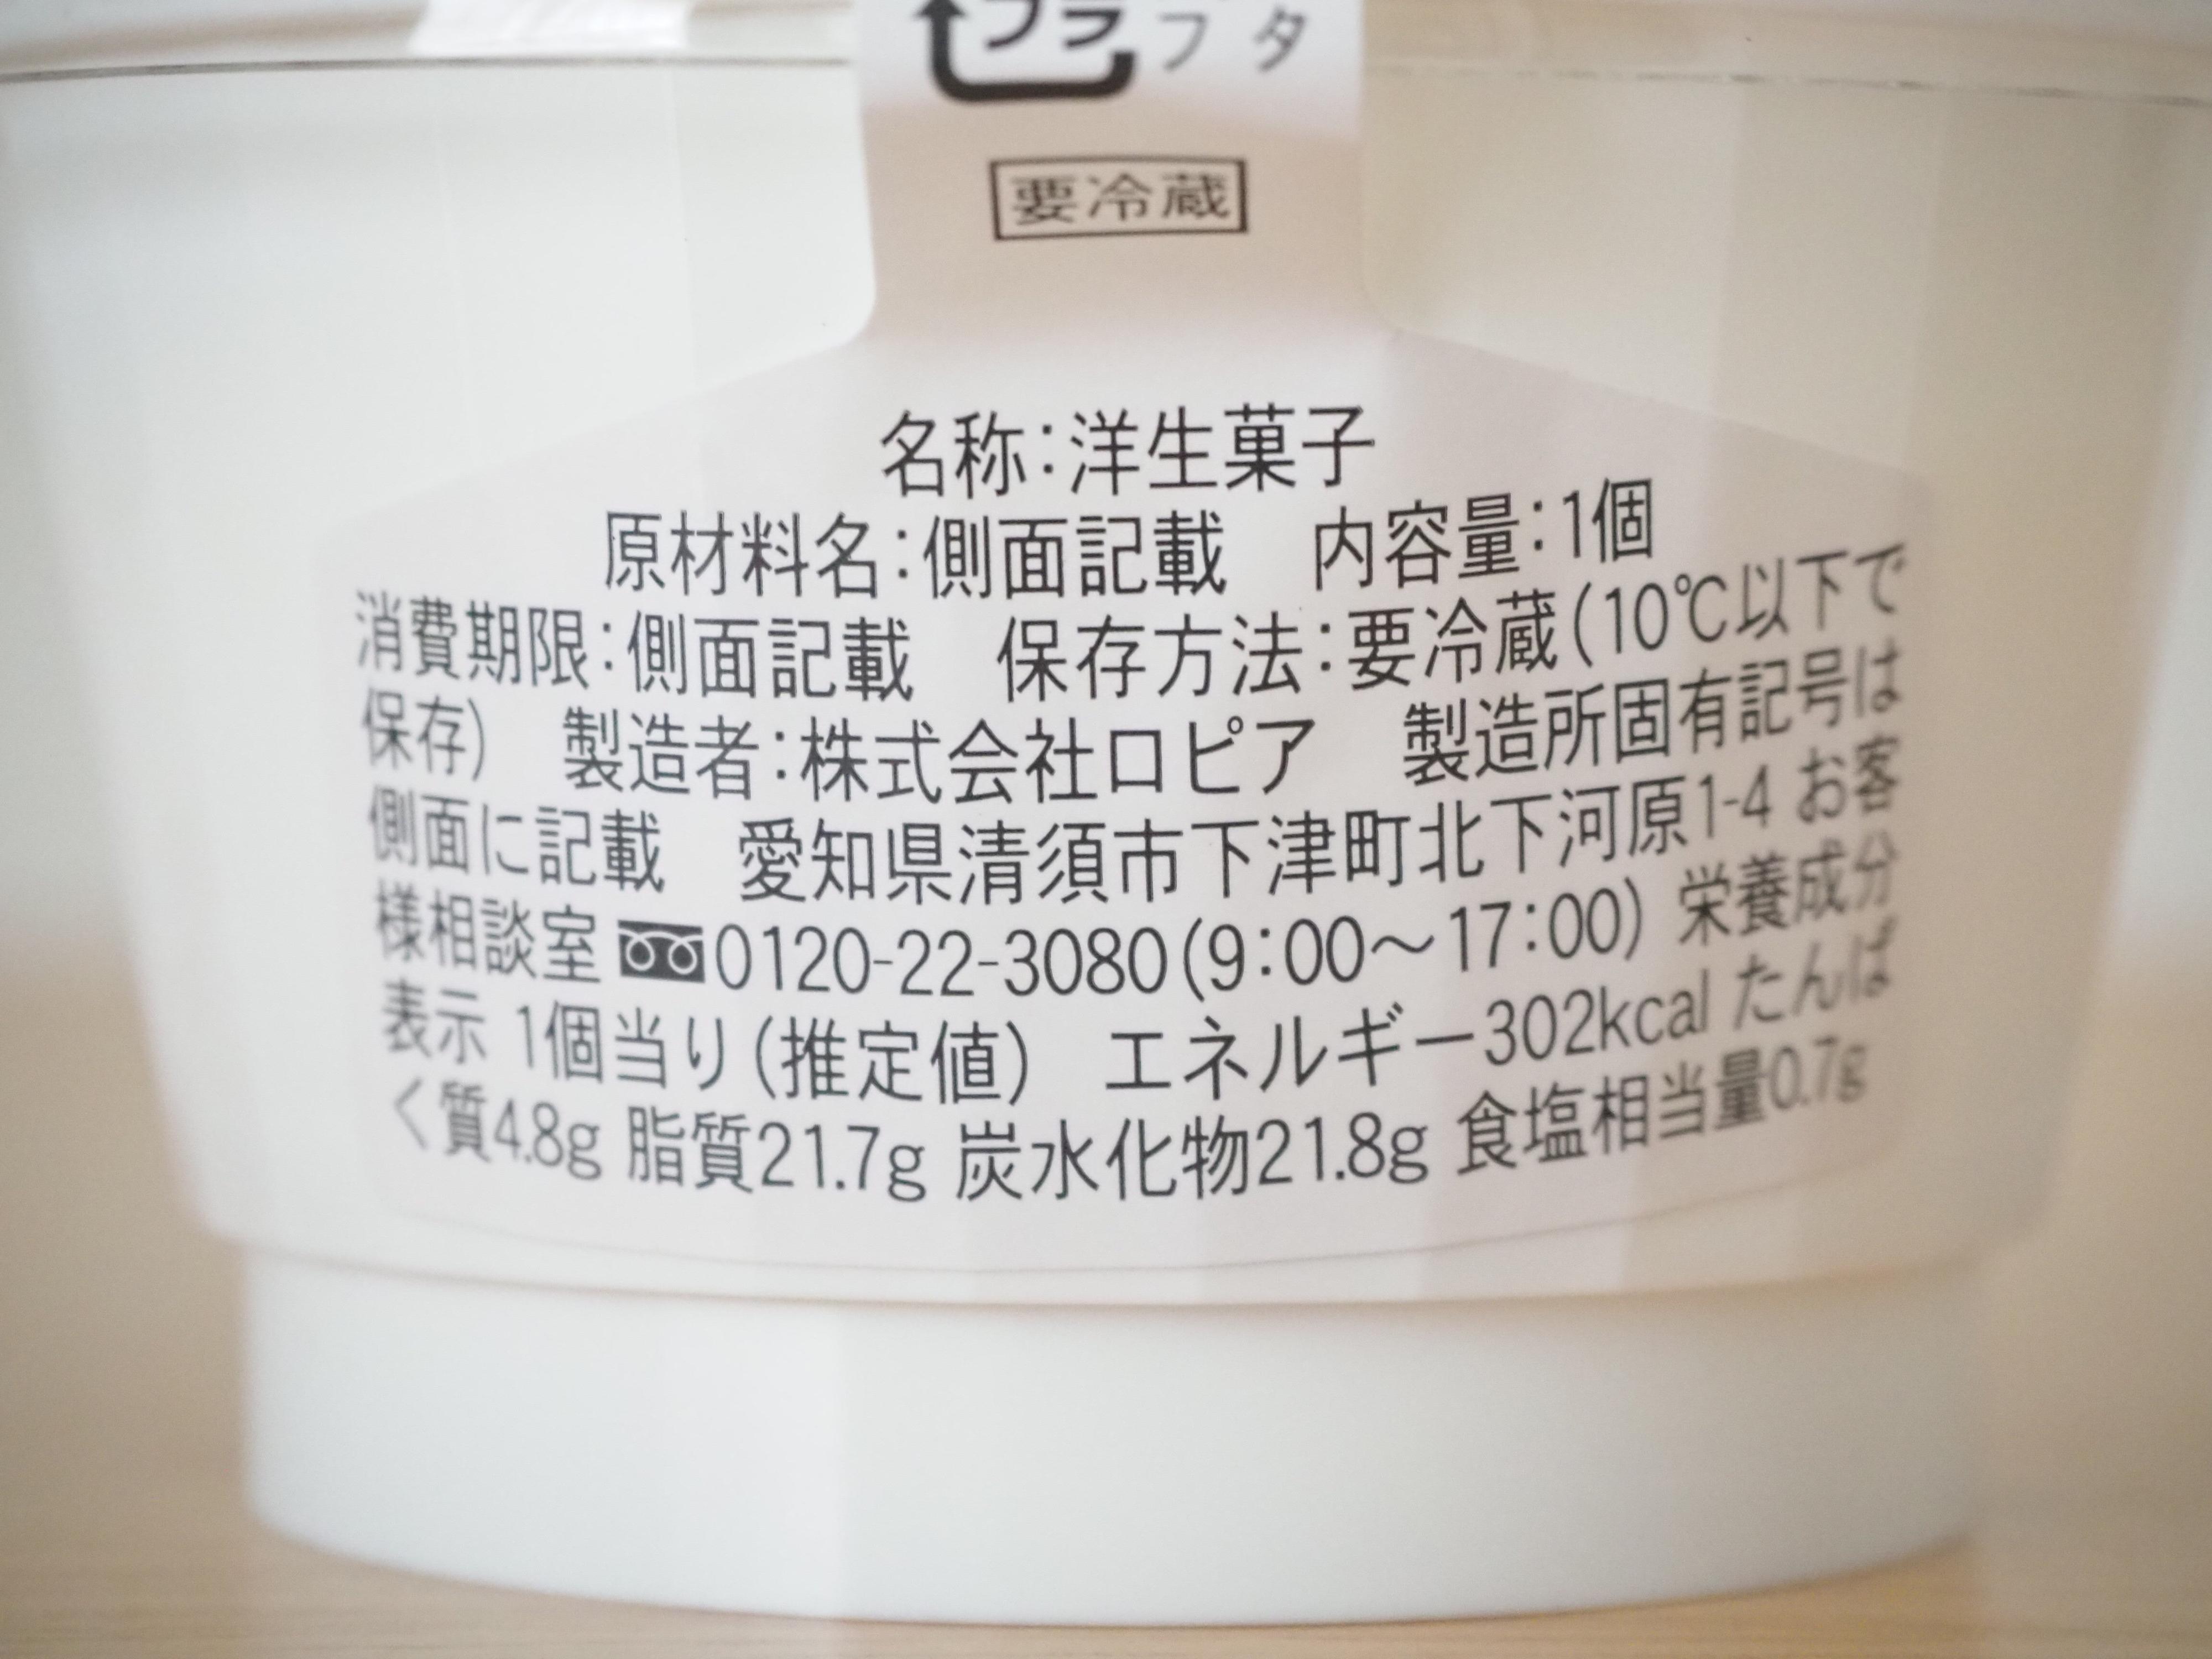 プラ フタ
要冷蔵
名称:洋生菓子
原材料名:側面記載　内容量:1個
消費期限:側面記載　保存方法:要冷蔵(10℃以下で
保存)　製造者:株式会社ロピア　製造所固有記号は
側面に記載　愛知県清須市下津町北下河原1-4 お客
様相談室 0120-22-3080(9:00〜17:00) 栄養成分
表示 1個当り(推定値)　エネルギー302kcal たんぱ
く質4.8g 脂質21.7g 炭水化物21.8g 食塩相当量0.7g